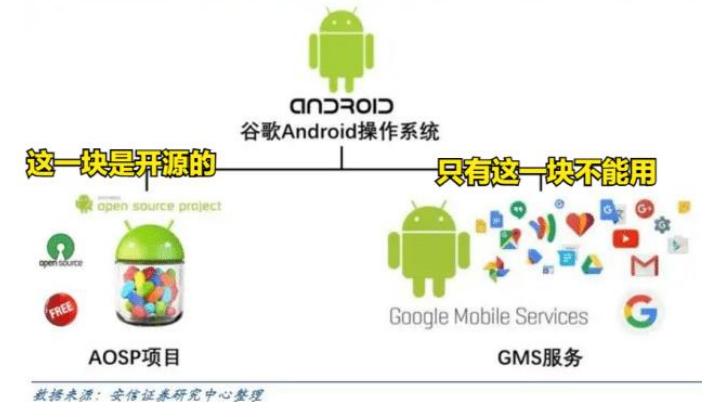 ANDROID
谷歌Android操作系统
这一块是开源的
只有这一块不能用
open source project
open source
FREE
Google Mobile Services
AOSP项目
GMS服务
数据来源：安信证券研究中心整理